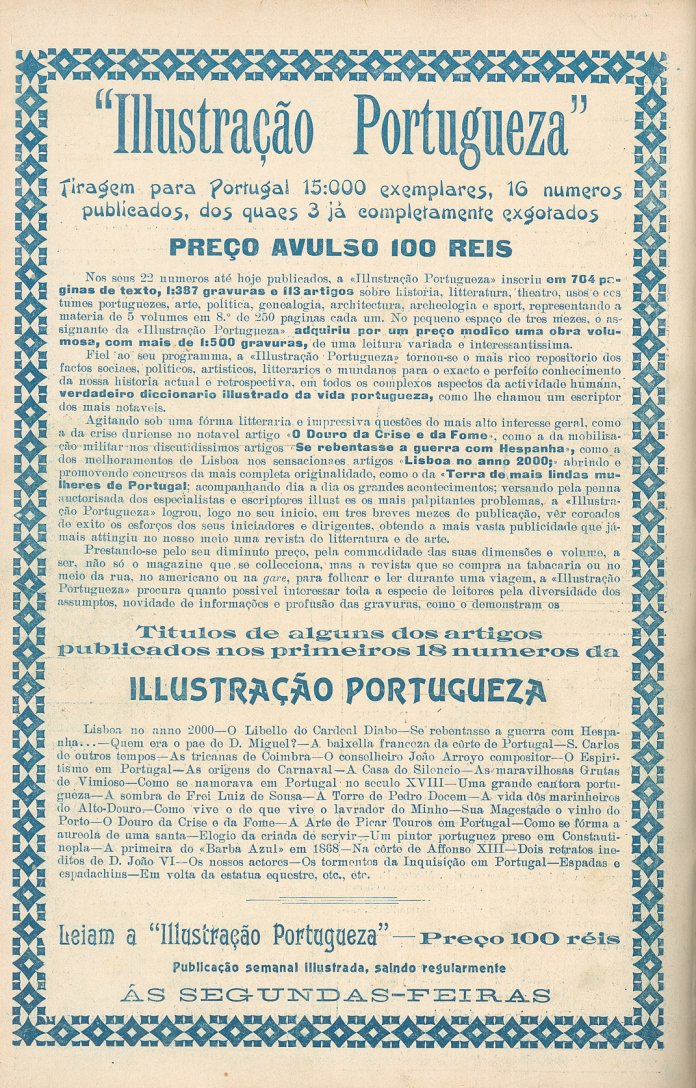 “Illustração Portugueza”
Tiragem para Portugal 15:000 exemplares, 16 numeros
publicados, dos quaes 3 já completamente exgotados
PREÇO AVULSO 100 REIS
Nos seus 22 numeros até hoje publicados, a «Illustração Portugueza» inseriu em 704 pa-
ginas de texto, 1:387 gravuras e 113 artigos sobre historia, litteratura, theatro, usos e cos
tumes portuguezes, arte, politica, genealogia, architectura, archeologia e sport, representando a
materia de 5 volumes em 8.º de 250 paginas cada um. No pequeno espaço de tres mezes, o as-
signante da «Illustração Portugueza» adquiriu por um preço modico uma obra volu-
mosa, com mais de 1:500 gravuras, de uma leitura variada e interessantissima.
Fiel ao seu programma, a «Illustração Portugueza» tornou-se o mais rico repositorio dos
factos sociaes, politicos, artisticos, litterarios e mundanos para o exacto e perfeito conhecimento
da nossa historia actual e retrospectiva, em todos os complexos aspectos da actividade humana,
verdadeiro diccionario illustrado da vida portugueza, como lhe chamou um escriptor
dos mais notaveis.
Agitando sob uma fórma litteraria e impressiva questões do mais alto interesse geral, como
a da crise duriense no notavel artigo «O Douro da Crise e da Fome», como a da mobilisa-
ção militar nos discutidissimos artigos «Se rebentasse a guerra com Hespanha», como a
dos melhoramentos de Lisboa nos sensacionaes artigos «Lisboa no anno 2000;» abrindo e
promovendo concursos da mais completa originalidade, como o da «Terra de mais lindas mu-
lheres de Portugal; acompanhando dia a dia os grandes acontecimentos; versando pela penna
auctorisada dos especialistas e escriptores illust es os mais palpitantes problemas, a «Illustra-
ção Portugueza» logrou, logo no seu inicio, em tres breves mezes de publicação, vêr coroados
de exito os esforços dos seus iniciadores e dirigentes, obtendo a mais vasta publicidade que já-
mais attingiu no nosso meio uma revista de litteratura e de arte.
Prestando-se pelo seu diminuto preço, pela commodidade das suas dimensões e volume, a
ser, não só o magazine que se collecciona, mas a revista que se compra na tabacaria ou no
meio da rua, no americano ou na gare, para folhear e ler durante uma viagem, a «Illustração
Portugueza» procura quanto possivel interessar toda a especie de leitores pela diversidade dos
assumptos, novidade de informações e profusão das gravuras, como o demonstram os
Titulos de alguns dos artigos
publicados nos primeiros 18 numeros da
ILLUSTRAÇÃO PORTUGUEZA
Lisboa no anno 2000—O Libello do Cardeal Diabo—Se rebentasse a guerra com Hespa-
nha...—Quem era o pae de D. Miguel?—A baixella franceza da côrte de Portugal—S. Carlos
de outros tempos—As tricanas de Coimbra—O conselheiro João Arroyo compositor—O Espiri-
tismo em Portugal—As origens do Carnaval—A Casa do Silencio—As maravilhosas Grutas
de Vimioso—Como se namorava em Portugal no seculo XVIII—Uma grande cantora portu-
gueza—A sombra de Frei Luiz de Sousa—A Torre de Pedro Docem—A vida dos marinheiros
do Alto-Douro—Como vive e de que vive o lavrador do Minho—Sua Magestade o vinho do
Porto—O Douro da Crise e da Fome—A Arte de Picar Touros em Portugal—Como se fórma a
aureola de uma santa—Elogio da criada de servir—Um pintor portuguez preso em Constanti-
nopla—A primeira do «Barba Azul» em 1868—Na côrte de Affonso XIII—Dois retratos ine-
ditos de D. João VI—Os nossos actores—Os tormentos da Inquisição em Portugal—Espadas e
espadachins—Em volta da estatua equestre, etc., etc.
Leiam a “Illustração Portugueza”—Preço 100 réis
Publicação semanal illustrada, saindo regularmente
ÁS SEGUNDAS-FEIRAS